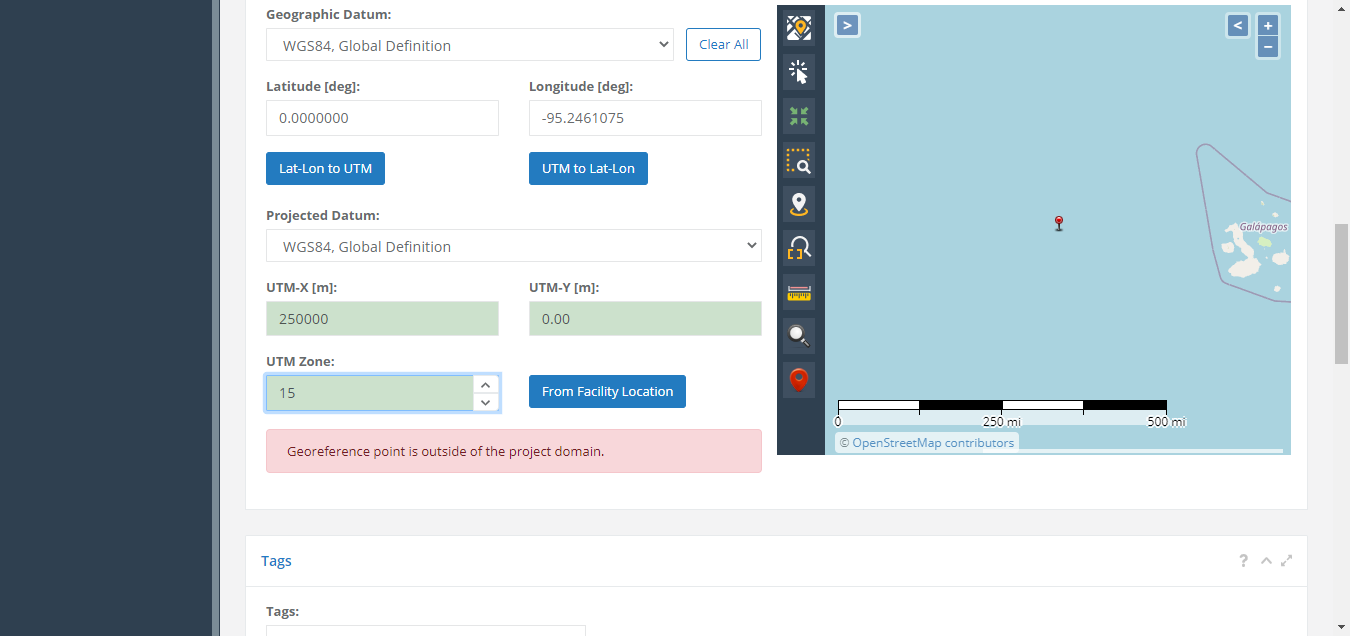 Geographic Datum:
WGS84, Global Definition
Clear All
Latitude [deg]:
Longitude [deg]:
0.0000000
-95.2461075
Lat-Lon to UTM
UTM to Lat-Lon
Projected Datum:
WGS84, Global Definition
UTM-X [m]:
UTM-Y [m]:
250000
0.00
UTM Zone:
15
From Facility Location
Georeference point is outside of the project domain.
>
<
+
−
Galápagos
0
250 mi
500 mi
© OpenStreetMap contributors
Tags
?
Tags: